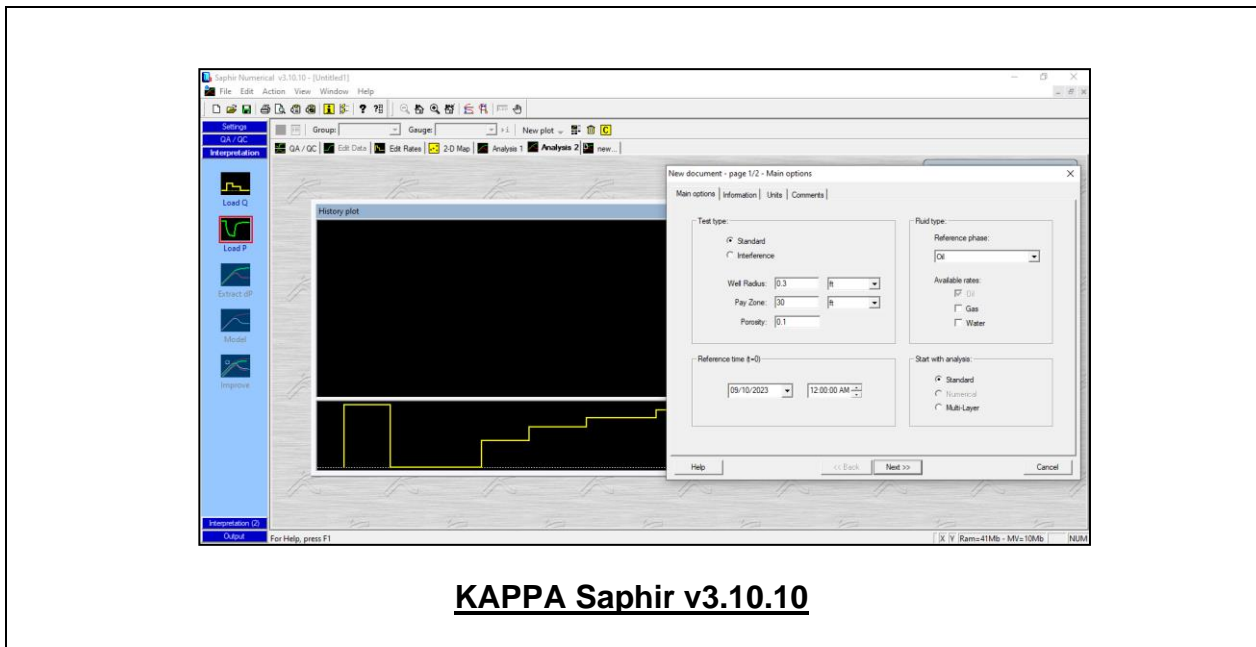 Saphir Numerical v3.10.10 - [Untitled1]
File Edit Action View Window Help
Settings
QA / QC
Interpretation
Group: Gauge: New plot
QA / QC Edit Data Edit Rates 2-D Map Analysis 1 Analysis 2 new...
Load Q
Load P
Extract dP
Model
Improve
Interpretation (2)
Output
History plot
New document - page 1/2 - Main options
Main options Information Units Comments
Test type:
Standard
Interference
Well Radius: 0.3 ft
Pay Zone: 30 ft
Porosity: 0.1
Fluid type:
Reference phase:
Oil
Available rates:
Oil
Gas
Water
Reference time (t=0)
09/10/2023 12:00:00 AM
Start with analysis:
Standard
Numerical
Multi-Layer
Help << Back Next >> Cancel
For Help, press F1
X Y Ram=41Mb - MV=10Mb NUM
KAPPA Saphir v3.10.10